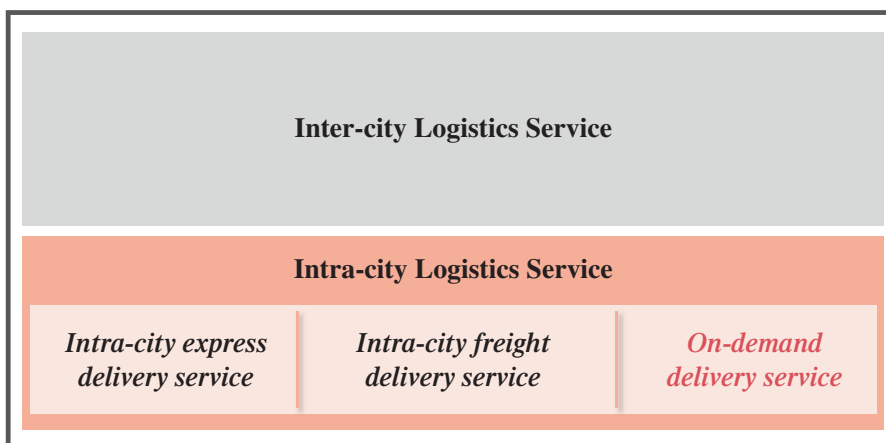 Inter-city Logistics Service
Intra-city Logistics Service
Intra-city express
delivery service
Intra-city freight
delivery service
On-demand
delivery service